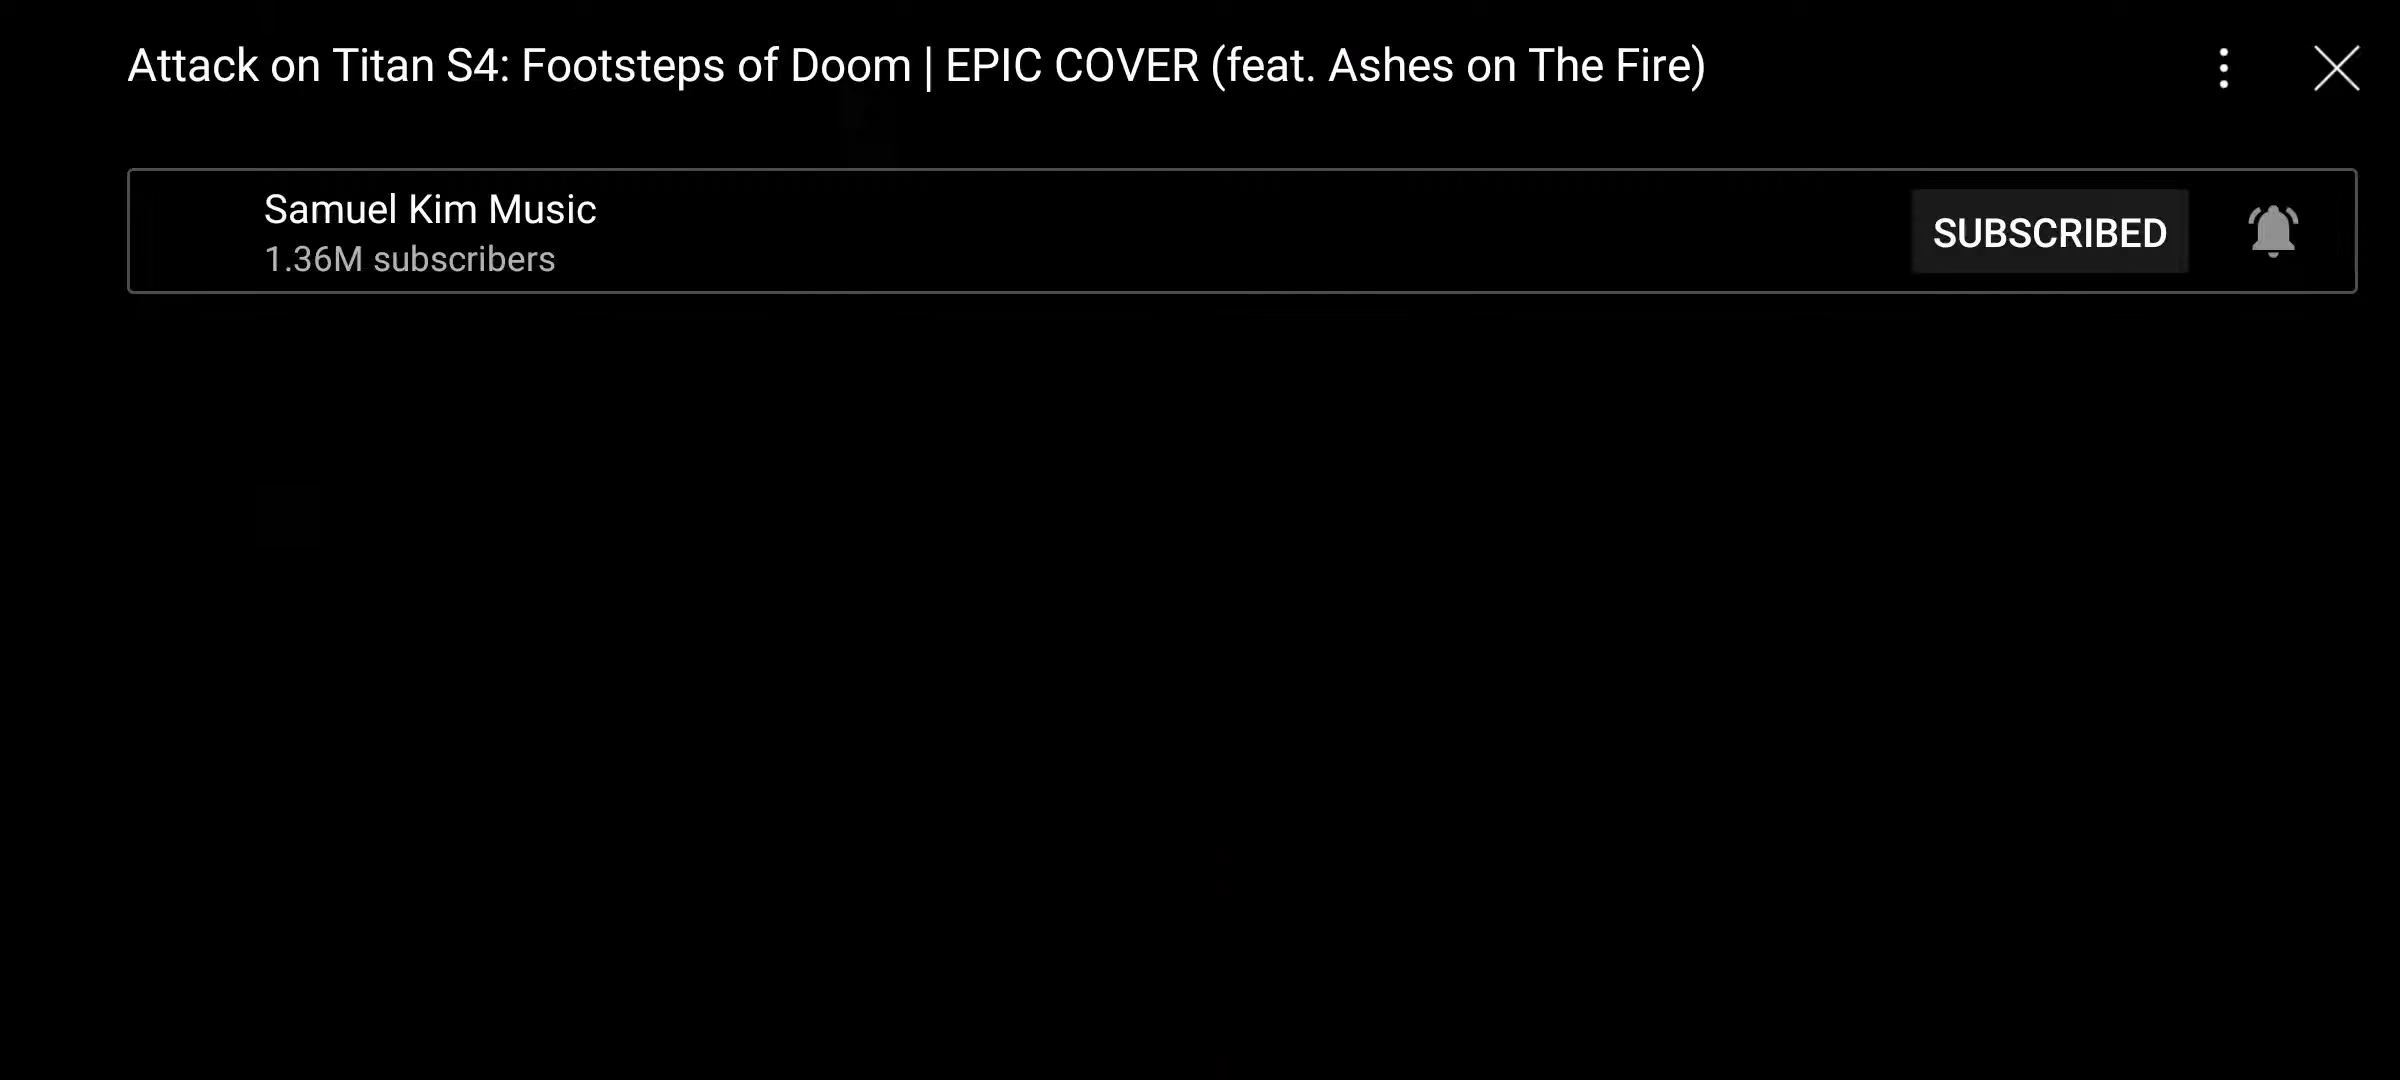 Attack on Titan S4: Footsteps of Doom | EPIC COVER (feat. Ashes on The Fire)
Samuel Kim Music
SUBSCRIBED
1.36M subscribers